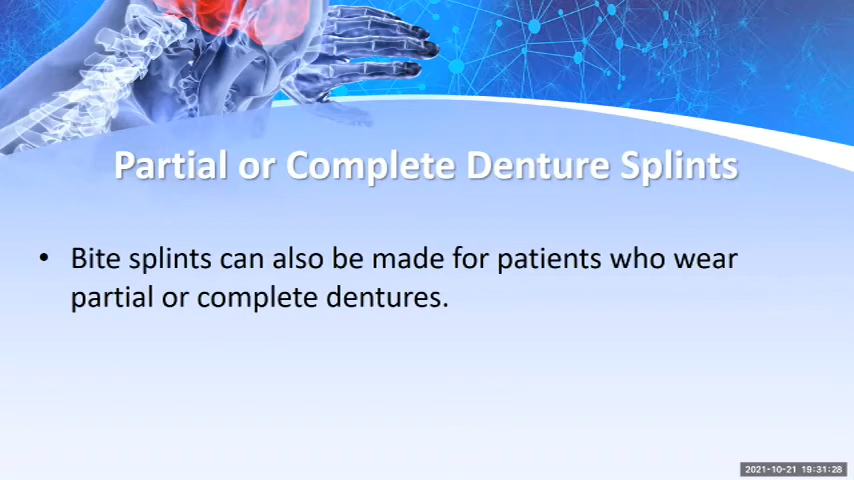 Partial or Complete Denture Splints
• Bite splints can also be made for patients who wear
partial or complete dentures.
2021-10-21 19:31:28